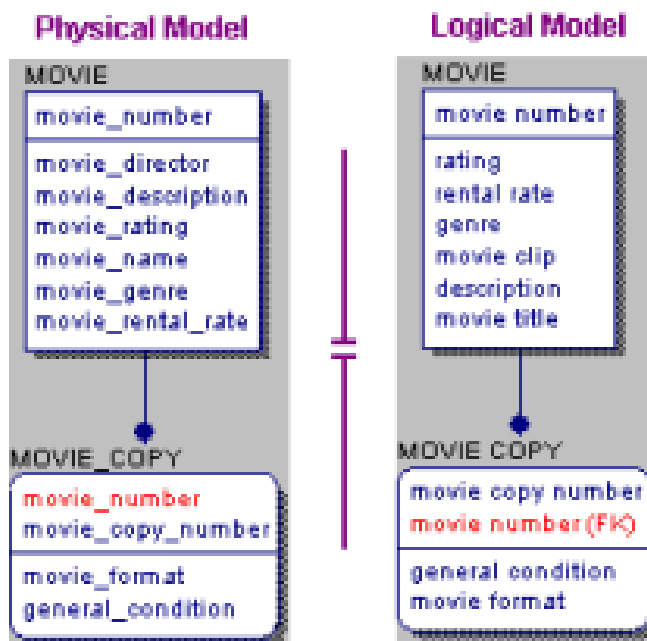 Physical Model
MOVIE
movie_number
movie_director
movie_description
movie_rating
movie_name
movie_genre
movie_rental_rate
MOVIE_COPY
movie_number
movie_copy_number
movie_format
general_condition
Logical Model
MOVIE
movie number
rating
rental rate
genre
movie clip
description
movie title
MOVIE COPY
movie copy number
movie number (FK)
general condition
movie format